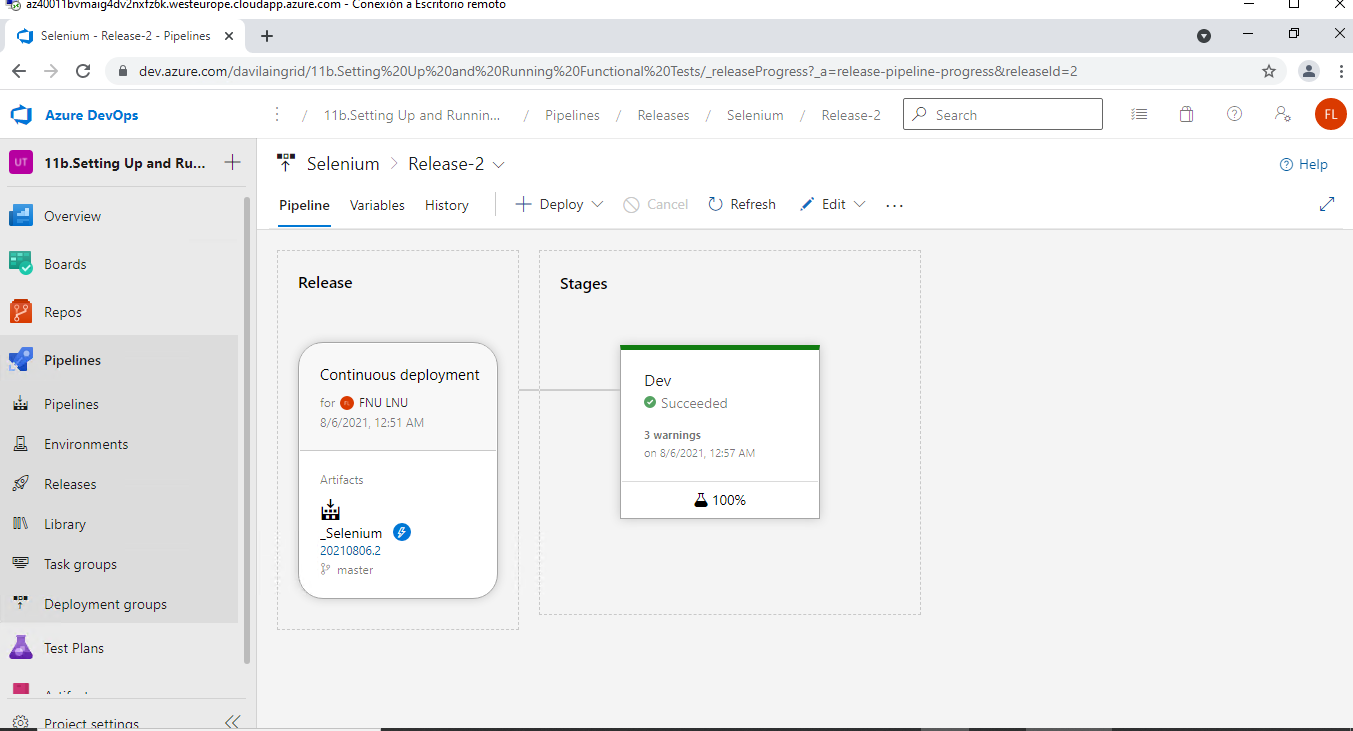 az40011bvmaig4dv2nxfz6k.westeurope.cloudapp.azure.com - Conexión a Escritorio remoto
Selenium - Release-2 - Pipelines
dev.azure.com/davilaingrid/11b.Setting%20Up%20and%20Running%20Functional%20Tests/_releaseProgress?_a=release-pipeline-progress&releaseId=2
Azure DevOps / 11b.Setting Up and Runnin... / Pipelines / Releases / Selenium / Release-2 Search FL
UT 11b.Setting Up and Ru...
Overview
Boards
Repos
Pipelines
Pipelines
Environments
Releases
Library
Task groups
Deployment groups
Test Plans
Project settings
Selenium > Release-2
Help
Pipeline Variables History Deploy Cancel Refresh Edit ...
Release
Continuous deployment
for FNU LNU
8/6/2021, 12:51 AM
Artifacts
_Selenium
20210806.2
master
Stages
Dev
Succeeded
3 warnings
on 8/6/2021, 12:57 AM
100%